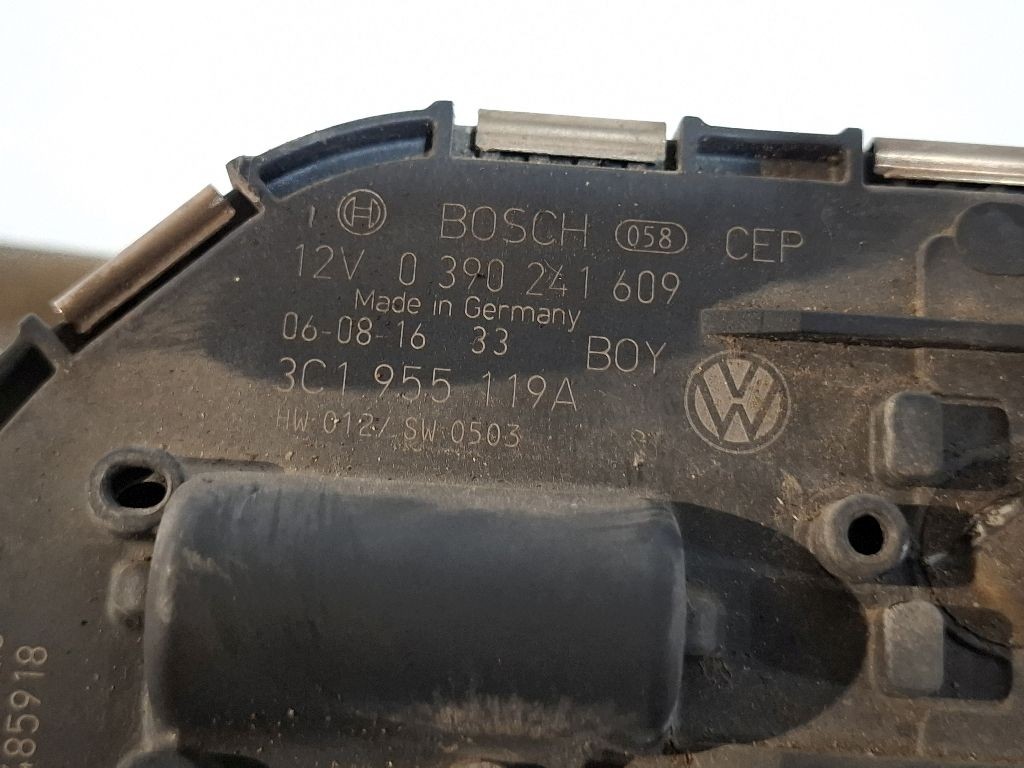 BOSCH 058 CEP
12V 0 390 241 609
Made in Germany
06-08-16 33 BOY
3C1 955 119A
HW 012/ SW 0503
85918